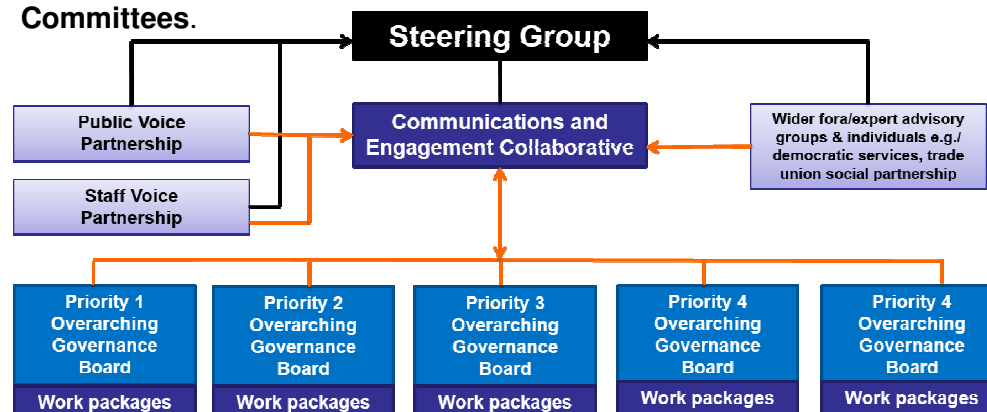 Committees.
Steering Group
Public Voice
Partnership
Communications and
Engagement Collaborative
Wider fora/expert advisory
groups & individuals e.g./
democratic services, trade
union social partnership
Staff Voice
Partnership
Priority 1
Overarching
Governance
Board
Work packages
Priority 2
Overarching
Governance
Board
Work packages
Priority 3
Overarching
Governance
Board
Work packages
Priority 4
Overarching
Governance
Board
Work packages
Priority 4
Overarching
Governance
Board
Work packages